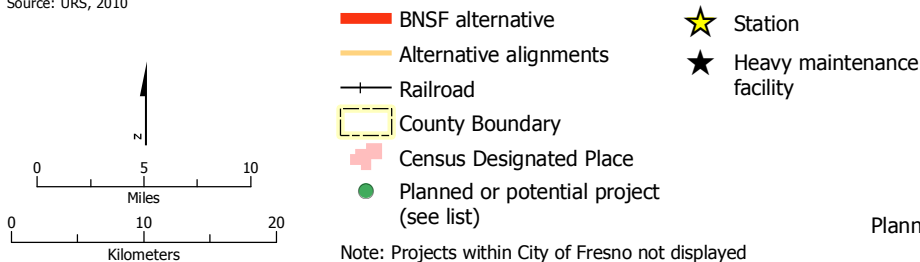 Source: URS, 2010
z
0 5 10
Miles
0 10 20
Kilometers
BNSF alternative
Alternative alignments
Railroad
County Boundary
Census Designated Place
Planned or potential project
(see list)
Note: Projects within City of Fresno not displayed
Station
Heavy maintenance
facility
Plann